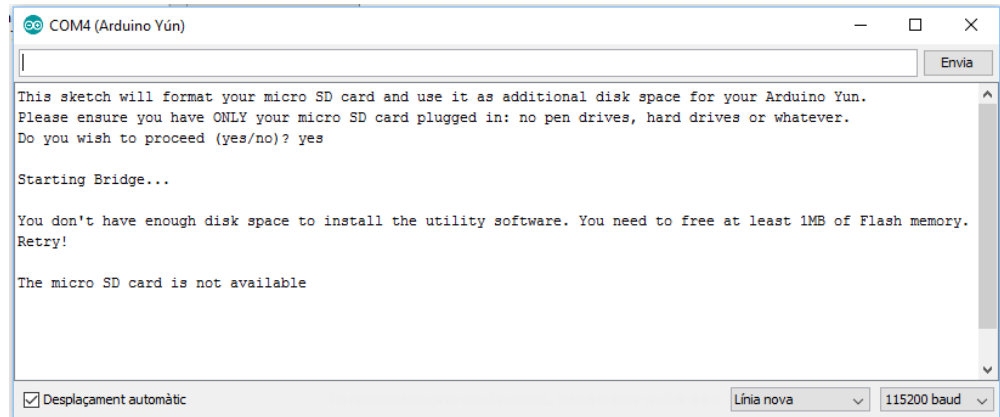 COM4 (Arduino Yún)
Envia
This sketch will format your micro SD card and use it as additional disk space for your Arduino Yun.
Please ensure you have ONLY your micro SD card plugged in: no pen drives, hard drives or whatever.
Do you wish to proceed (yes/no)? yes
Starting Bridge...
You don't have enough disk space to install the utility software. You need to free at least 1MB of Flash memory.
Retry!
The micro SD card is not available
Desplaçament automàtic
Línia nova
115200 baud